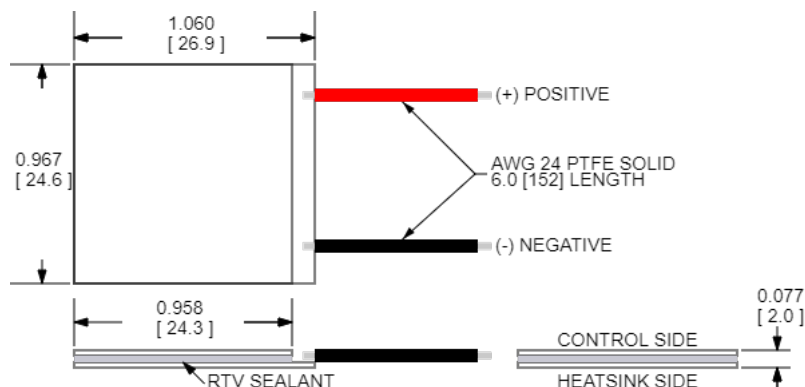 1.060
[ 26.9 ]
(+) POSITIVE
0.967
[ 24.6 ]
AWG 24 PTFE SOLID
6.0 [152] LENGTH
(-) NEGATIVE
0.958
[ 24.3 ]
0.077
[ 2.0 ]
CONTROL SIDE
RTV SEALANT
HEATSINK SIDE